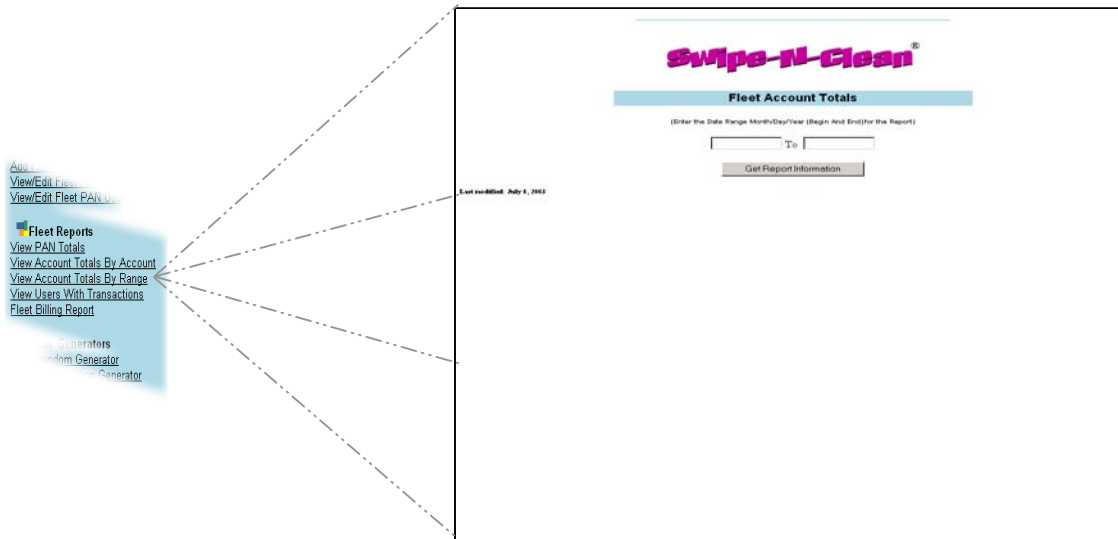 View/Edit Fleet
View/Edit Fleet PAN
Fleet Reports
View PAN Totals
View Account Totals By Account
View Account Totals By Range
View Users With Transactions
Fleet Billing Report
Generators
Random Generator
Generator
Swipe-N-Clean®
Fleet Account Totals
(Enter the Date Range Month/Day/Year (Begin And End)for the Report)
To
Get Report Information
Last modified: July 8, 2003